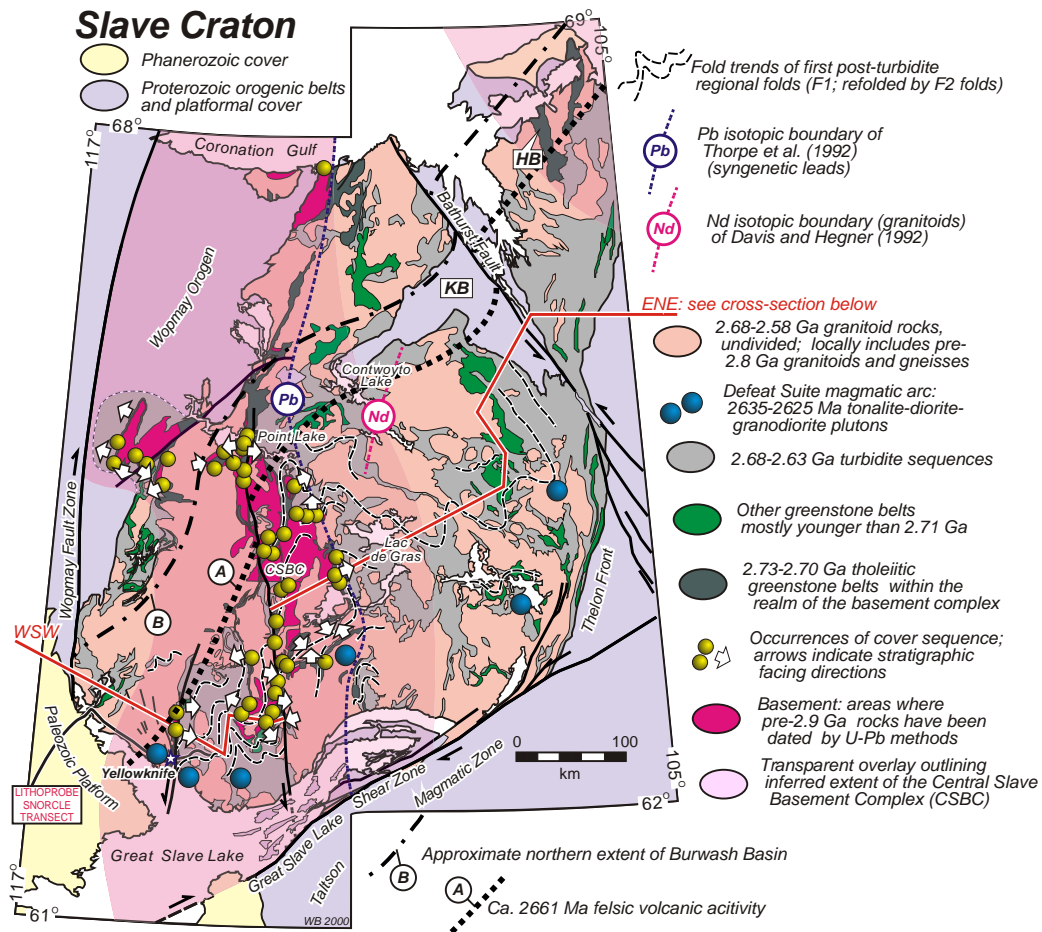 Slave Craton
Phanerozoic cover
Proterozoic orogenic belts
and platformal cover
69°
105°
117°
68°
Coronation Gulf
HB
Bathurst Fault
KB
Wopmay Orogen
Contwoyto
Lake
Pb
Nd
Point Lake
Wopmay Fault Zone
A
CSBC
Lac
de Gras
B
WSW
Thelon Front
Paleozoic Platform
Yellowknife
LITHOPROBE
SNORCLE
TRANSECT
0 100
km
Great Slave Lake
Great Slave Lake Shear Zone
Taltson Magmatic Zone
105°
62°
117°
61°
WB 2000
Fold trends of first post-turbidite
regional folds (F1; refolded by F2 folds)
Pb
Pb isotopic boundary of
Thorpe et al. (1992)
(syngenetic leads)
Nd
Nd isotopic boundary (granitoids)
of Davis and Hegner (1992)
ENE: see cross-section below
2.68-2.58 Ga granitoid rocks,
undivided; locally includes pre-
2.8 Ga granitoids and gneisses
Defeat Suite magmatic arc:
2635-2625 Ma tonalite-diorite-
granodiorite plutons
2.68-2.63 Ga turbidite sequences
Other greenstone belts
mostly younger than 2.71 Ga
2.73-2.70 Ga tholeiitic
greenstone belts within the
realm of the basement complex
Occurrences of cover sequence;
arrows indicate stratigraphic
facing directions
Basement: areas where
pre-2.9 Ga rocks have been
dated by U-Pb methods
Transparent overlay outlining
inferred extent of the Central Slave
Basement Complex (CSBC)
B
Approximate northern extent of Burwash Basin
A
Ca. 2661 Ma felsic volcanic acitivity